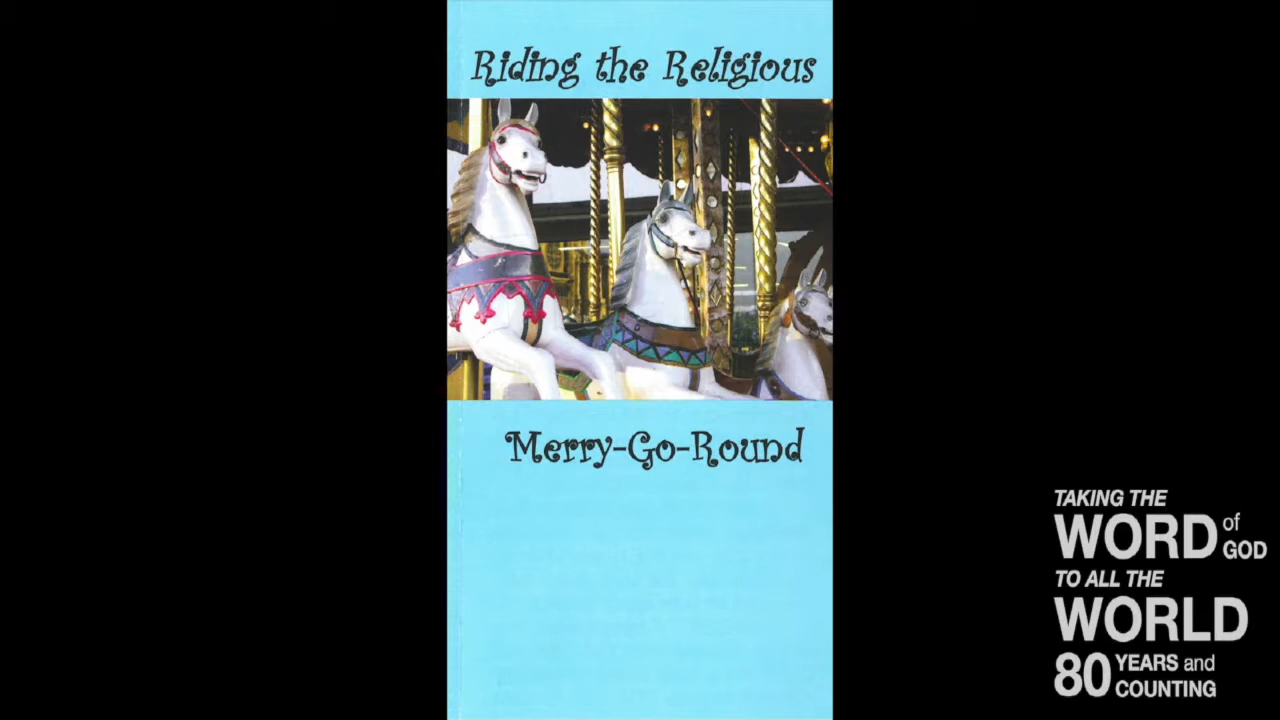 Riding the Religious
Merry-Go-Round
TAKING THE
WORD of GOD
TO ALL THE
WORLD
80 YEARS and COUNTING